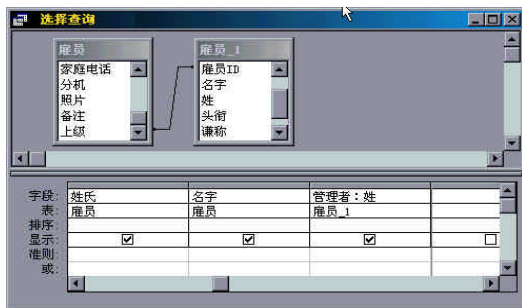 选择查询
雇员
家庭电话
分机
照片
备注
上级
雇员_1
雇员ID
名字
姓
头衔
谦称
字段: 姓氏 名字 管理者:姓
表: 雇员 雇员 雇员_1
排序:
显示:
准则:
或: